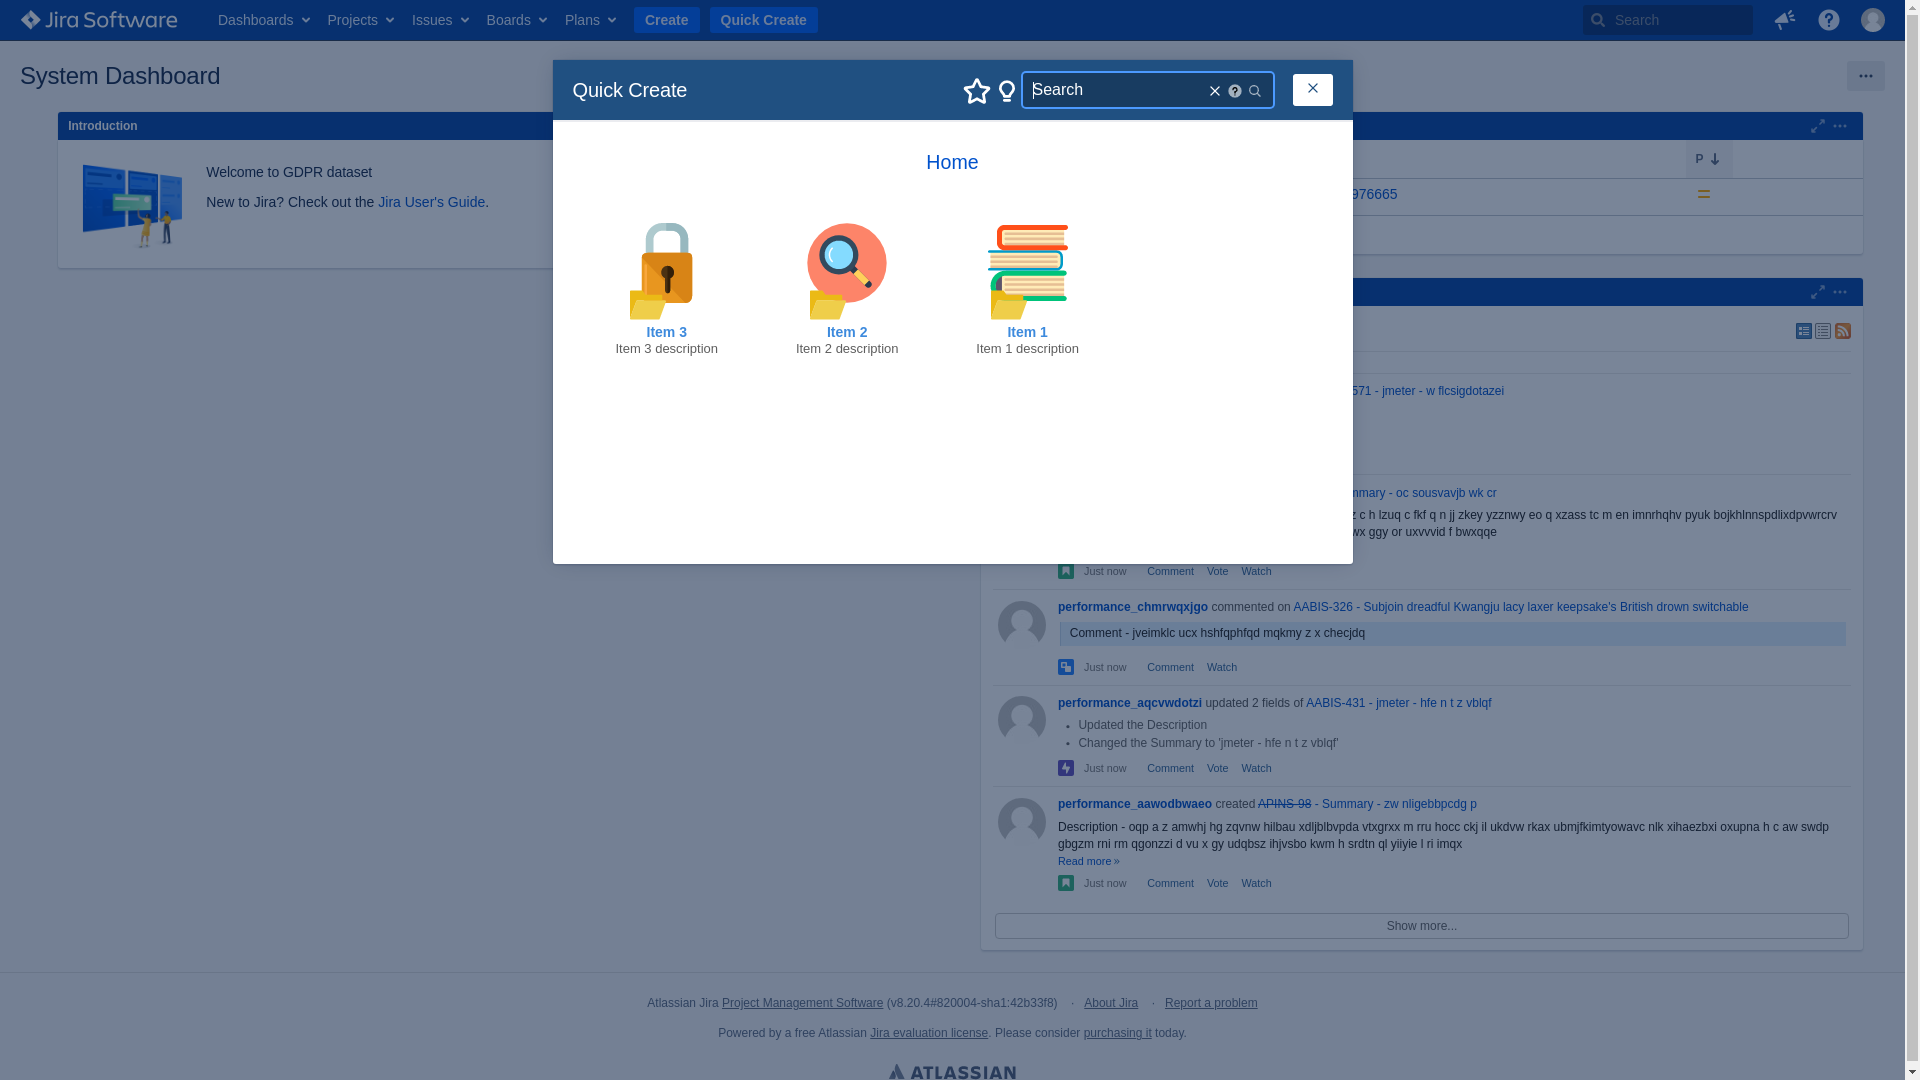 Jira Software Dashboards Projects Issues Boards Plans Create Quick Create Search
System Dashboard
Quick Create Search
Introduction
Home
Welcome to GDPR dataset
New to Jira? Check out the Jira User's Guide.
P
976665
Item 3 Item 2 Item 1
Item 3 description Item 2 description Item 1 description
571 - jmeter - w flcsigdotazei
mmary - oc sousvavjb wk cr
z c h lzuq c fkf q n jj zkey yzznwy eo q xzass tc m en imnrhqhv pyuk bojkhlnnspdlixdpvwrcrv
wx ggy or uxvvvid f bwxqqe
Just now Comment Vote Watch
performance_chmrwqxjgo commented on AABIS-326 - Subjoin dreadful Kwangju lacy laxer keepsake's British drown switchable
Comment - jveimklc ucx hshfqphfqd mqkmy z x checjdq
Just now Comment Watch
performance_aqcvwdotzi updated 2 fields of AABIS-431 - jmeter - hfe n t z vblqf
• Updated the Description
• Changed the Summary to 'jmeter - hfe n t z vblqf'
Just now Comment Vote Watch
performance_aawodbwaeo created APINS-98 - Summary - zw nligebbpcdg p
Description - oqp a z amwhj hg zqvnw hilbau xdljblbvpda vtxgrxx m rru hocc ckj il ukdvw rkax ubmjfkimtyowavc nlk xihaezbxi oxupna h c aw swdp
gbgzm rni rm qgonzzi d vu x gy udqbsz ihjvsbo kwm h srdtn ql yiiyie l ri imqx
Read more »
Just now Comment Vote Watch
Show more...
Atlassian Jira Project Management Software (v8.20.4#820004-sha1:42b33f8) · About Jira · Report a problem
Powered by a free Atlassian Jira evaluation license. Please consider purchasing it today.
ATLASSIAN